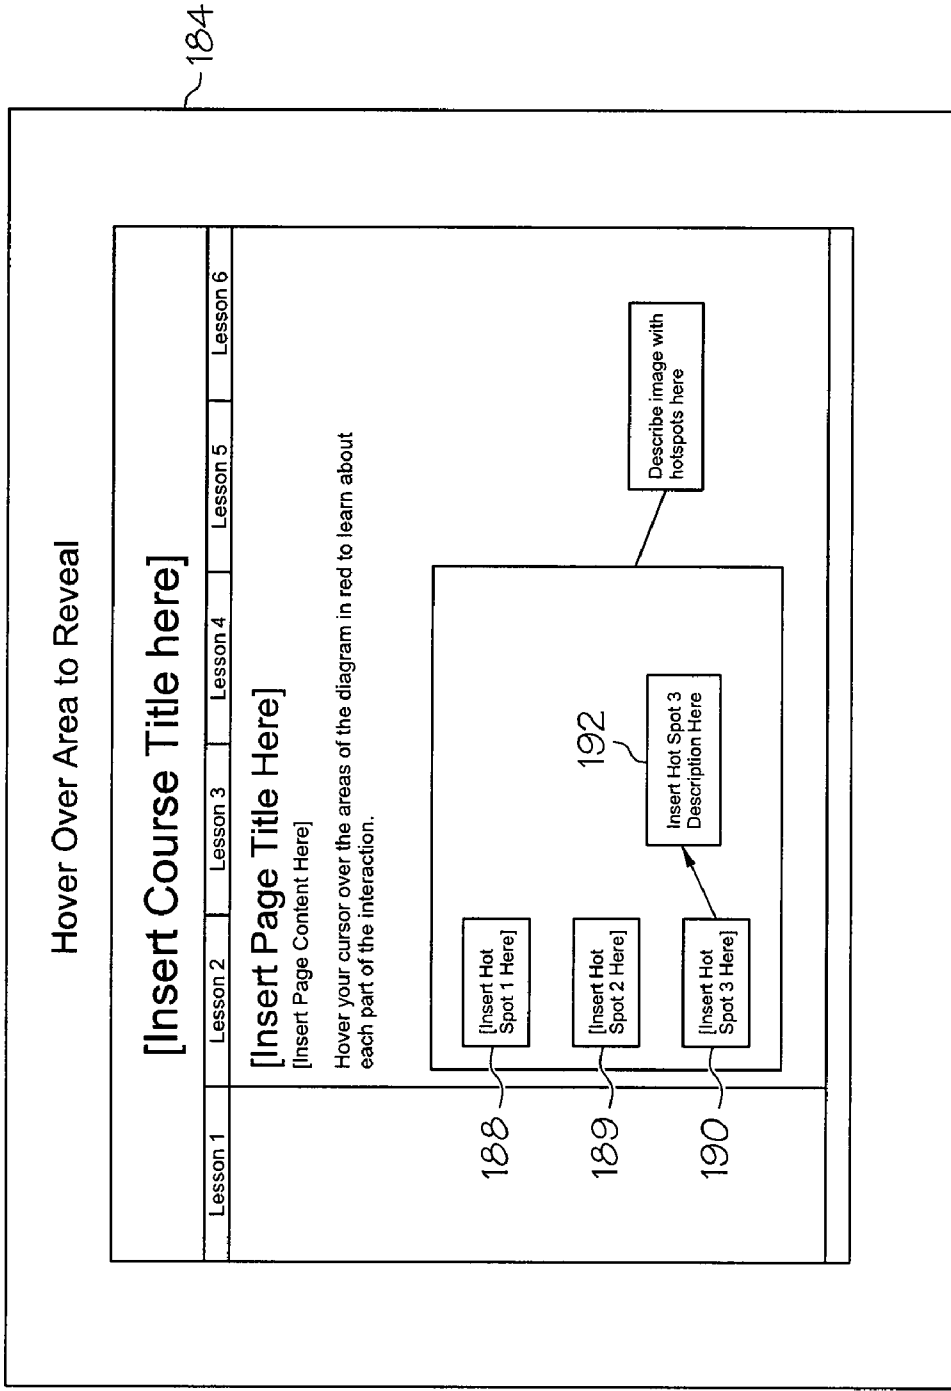 184
Hover Over Area to Reveal
[Insert Course Title here]
Lesson 1
Lesson 2
Lesson 3
Lesson 4
Lesson 5
Lesson 6
[Insert Page Title Here]
[Insert Page Content Here]
Hover your cursor over the areas of the diagram in red to learn about
each part of the interaction.
188
[Insert Hot
Spot 1 Here]
189
[Insert Hot
Spot 2 Here]
190
[Insert Hot
Spot 3 Here]
192
Insert Hot Spot 3
Description Here
Describe image with
hotspots here